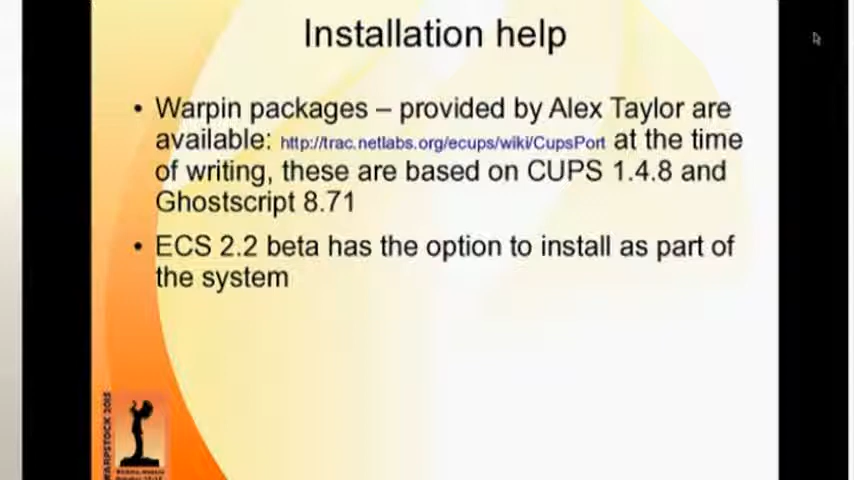 Installation help
• Warpin packages – provided by Alex Taylor are
available: http://trac.netlabs.org/ecups/wiki/CupsPort at the time
of writing, these are based on CUPS 1.4.8 and
Ghostscript 8.71
• ECS 2.2 beta has the option to install as part of
the system
WARPSTOCK 2013